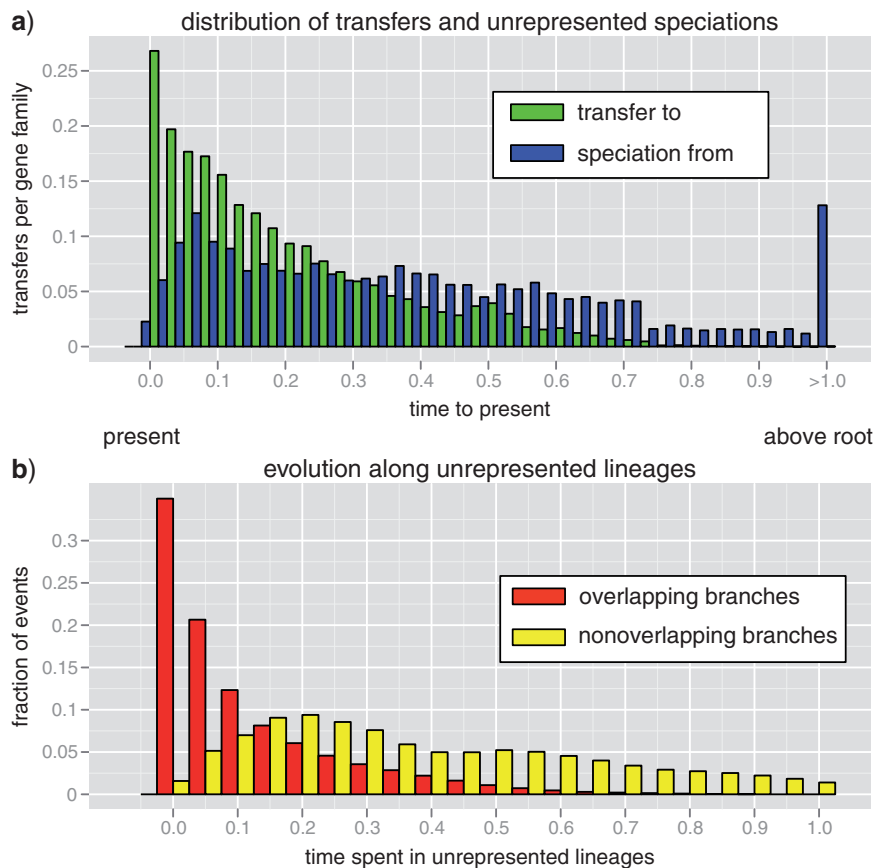 a) distribution of transfers and unrepresented speciations
transfers per gene family
0.25
0.2
0.15
0.1
0.05
0
transfer to
speciation from
0.0 0.1 0.2 0.3 0.4 0.5 0.6 0.7 0.8 0.9 >1.0
time to present
present above root
b) evolution along unrepresented lineages
fraction of events
0.3
0.25
0.2
0.15
0.1
0.05
0
overlapping branches
nonoverlapping branches
0.0 0.1 0.2 0.3 0.4 0.5 0.6 0.7 0.8 0.9 1.0
time spent in unrepresented lineages